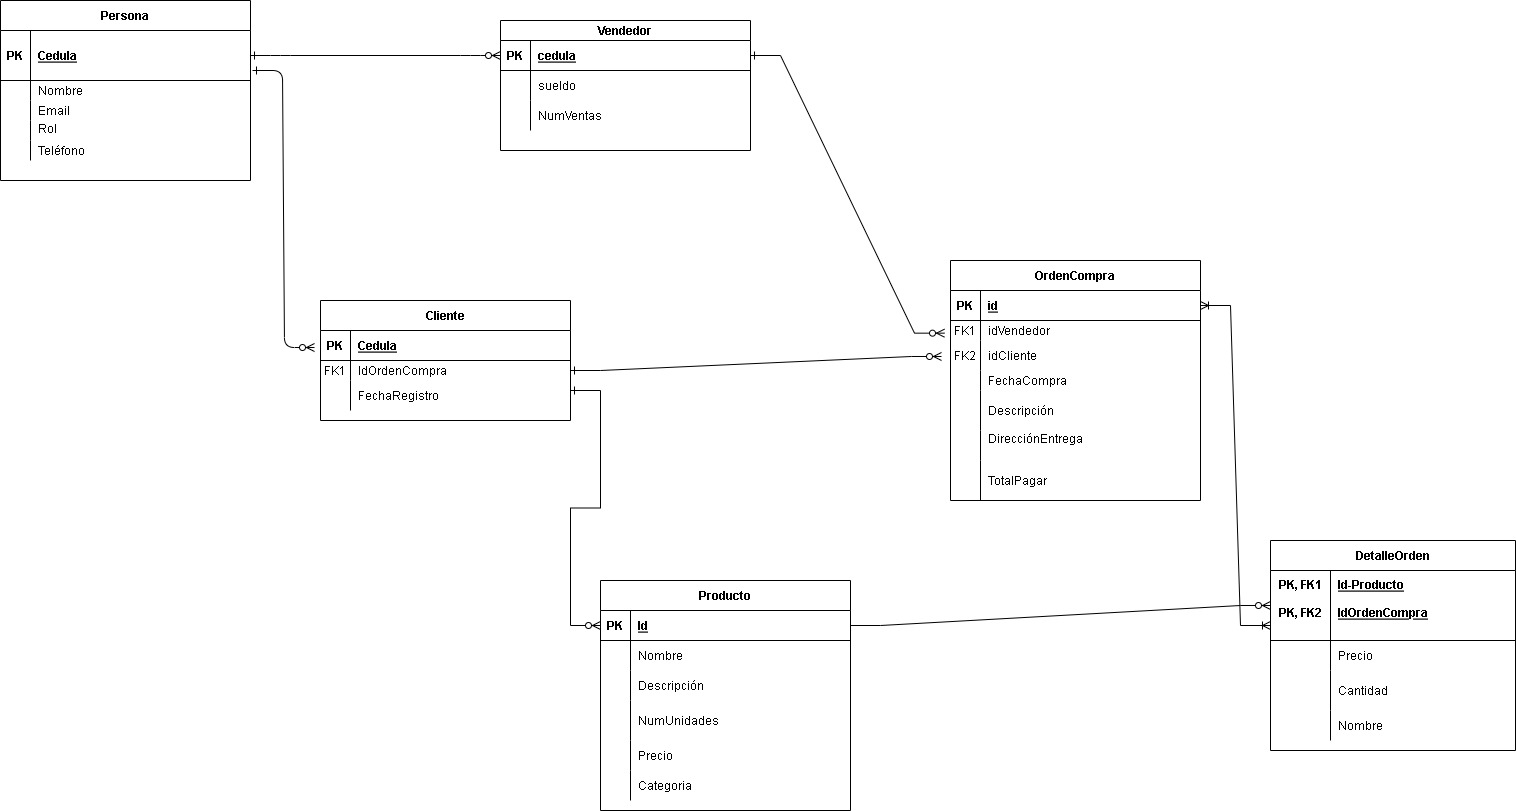 Persona
PK Cedula
Nombre
Email
Rol
Teléfono
Vendedor
PK cedula
sueldo
NumVentas
Cliente
PK Cedula
FK1 IdOrdenCompra
FechaRegistro
OrdenCompra
PK id
FK1 idVendedor
FK2 idCliente
FechaCompra
Descripción
DirecciónEntrega
TotalPagar
Producto
PK Id
Nombre
Descripción
NumUnidades
Precio
Categoria
DetalleOrden
PK, FK1 Id-Producto
PK, FK2 IdOrdenCompra
Precio
Cantidad
Nombre